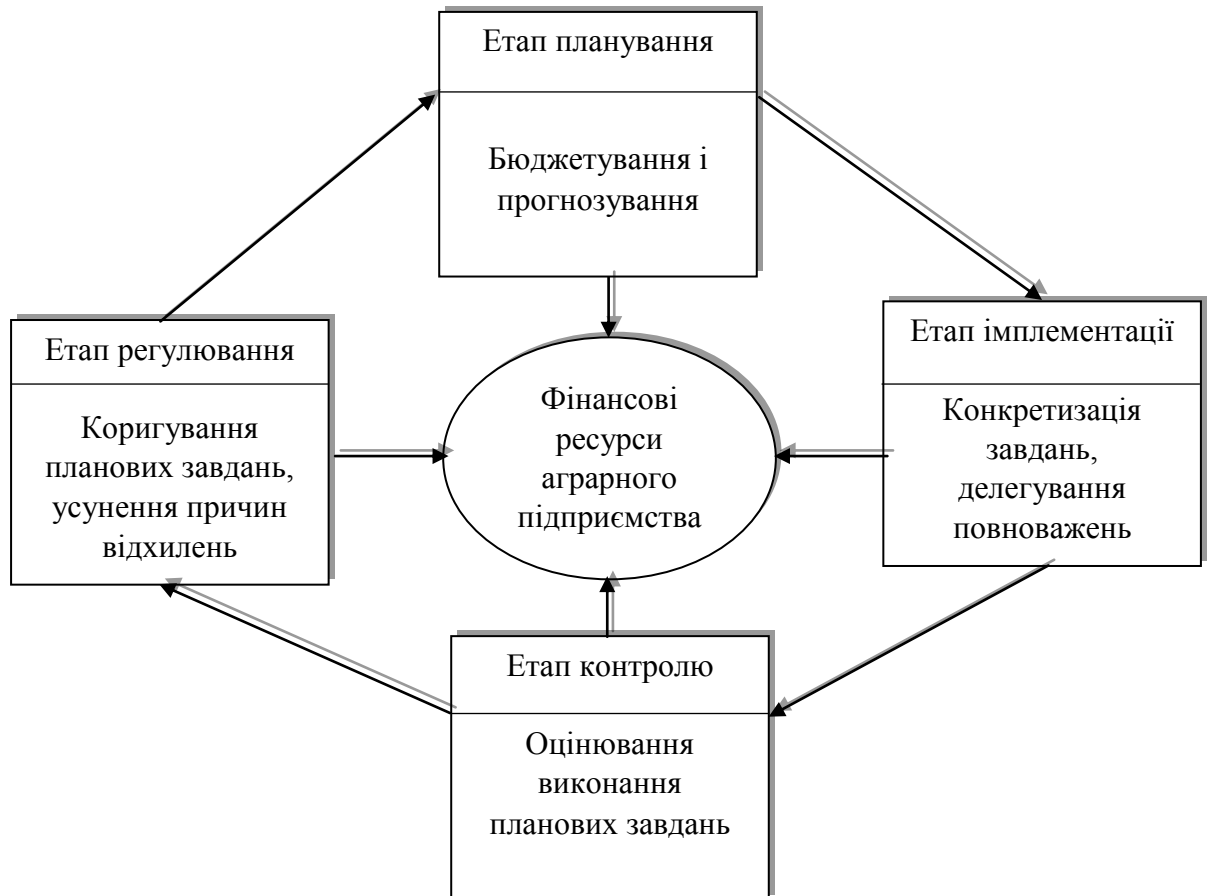 Етап планування
Бюджетування і
прогнозування
Етап регулювання
Коригування
планових завдань,
усунення причин
відхилень
Фінансові
ресурси
аграрного
підприємства
Етап імплементації
Конкретизація
завдань,
делегування
повноважень
Етап контролю
Оцінювання
виконання
планових завдань